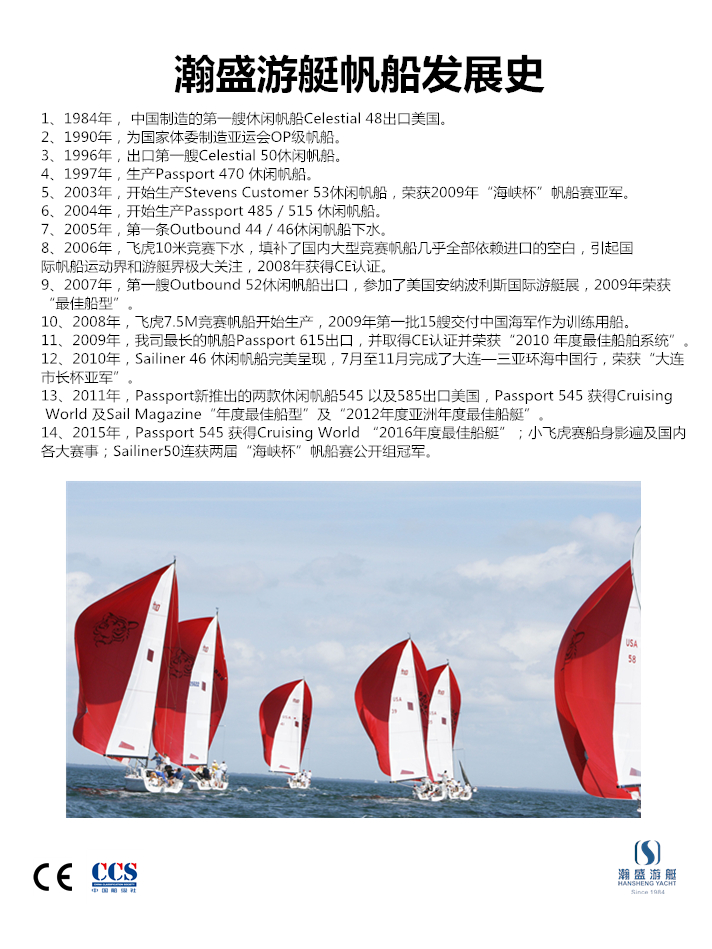 瀚盛游艇帆船发展史
1、1984年， 中国制造的第一艘休闲帆船Celestial 48出口美国。
2、1990年，为国家体委制造亚运会OP级帆船。
3、1996年，出口第一艘Celestial 50休闲帆船。
4、1997年，生产Passport 470 休闲帆船。
5、2003年，开始生产Stevens Customer 53休闲帆船，荣获2009年“海峡杯”帆船赛亚军。
6、2004年，开始生产Passport 485 / 515 休闲帆船。
7、2005年，第一条Outbound 44 / 46休闲帆船下水。
8、2006年，飞虎10米竞赛下水，填补了国内大型竞赛帆船几乎全部依赖进口的空白，引起国
际帆船运动界和游艇界极大关注，2008年获得CE认证。
9、2007年，第一艘Outbound 52休闲帆船出口，参加了美国安纳波利斯国际游艇展，2009年荣获
“最佳船型”。
10、2008年，飞虎7.5M竞赛帆船开始生产，2009年第一批15艘交付中国海军作为训练用船。
11、2009年，我司最长的帆船Passport 615出口，并取得CE认证并荣获“2010 年度最佳船舶系统”。
12、2010年，Sailiner 46 休闲帆船完美呈现，7月至11月完成了大连—三亚环海中国行，荣获“大连
市长杯亚军”。
13、2011年，Passport新推出的两款休闲帆船545 以及585出口美国，Passport 545 获得Cruising
World 及Sail Magazine“年度最佳船型”及“2012年度亚洲年度最佳船艇”。
14、2015年，Passport 545 获得Cruising World “2016年度最佳船艇”；小飞虎赛船身影遍及国内
各大赛事；Sailiner50连获两届“海峡杯”帆船赛公开组冠军。
USA
58
USA
CE
CCS
CHINA CLASSIFICATION SOCIETY
中国船级社
瀚盛游艇
HANSHENG YACHT
Since 1984